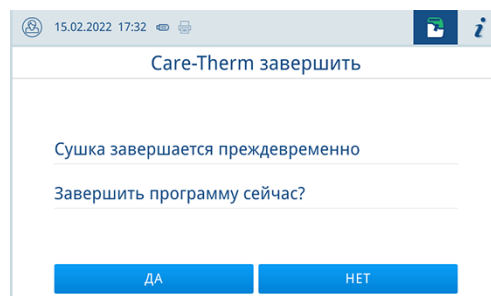 15.02.2022 17:32
Care-Therm завершить
Сушка завершается преждевременно
Завершить программу сейчас?
ДА
НЕТ